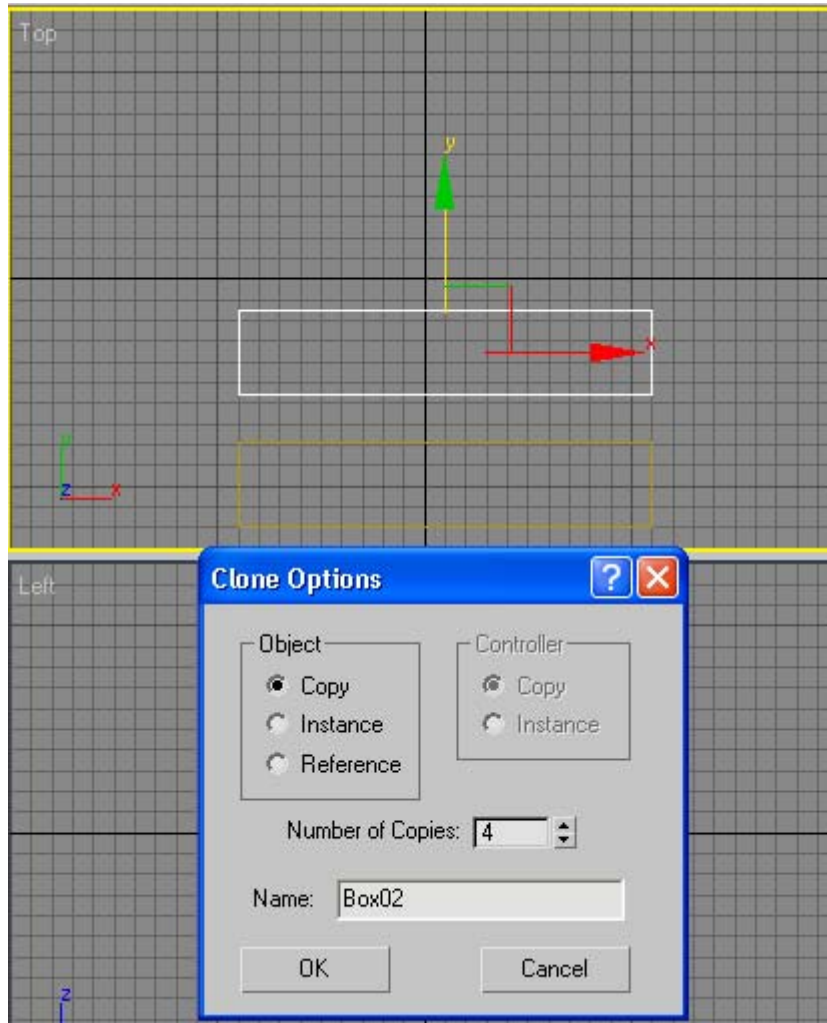 Top
y
x
y
z x
Left
Clone Options
Object
Controller
Copy
Copy
Instance
Instance
Reference
Number of Copies: 4
Name: Box02
OK
Cancel
z